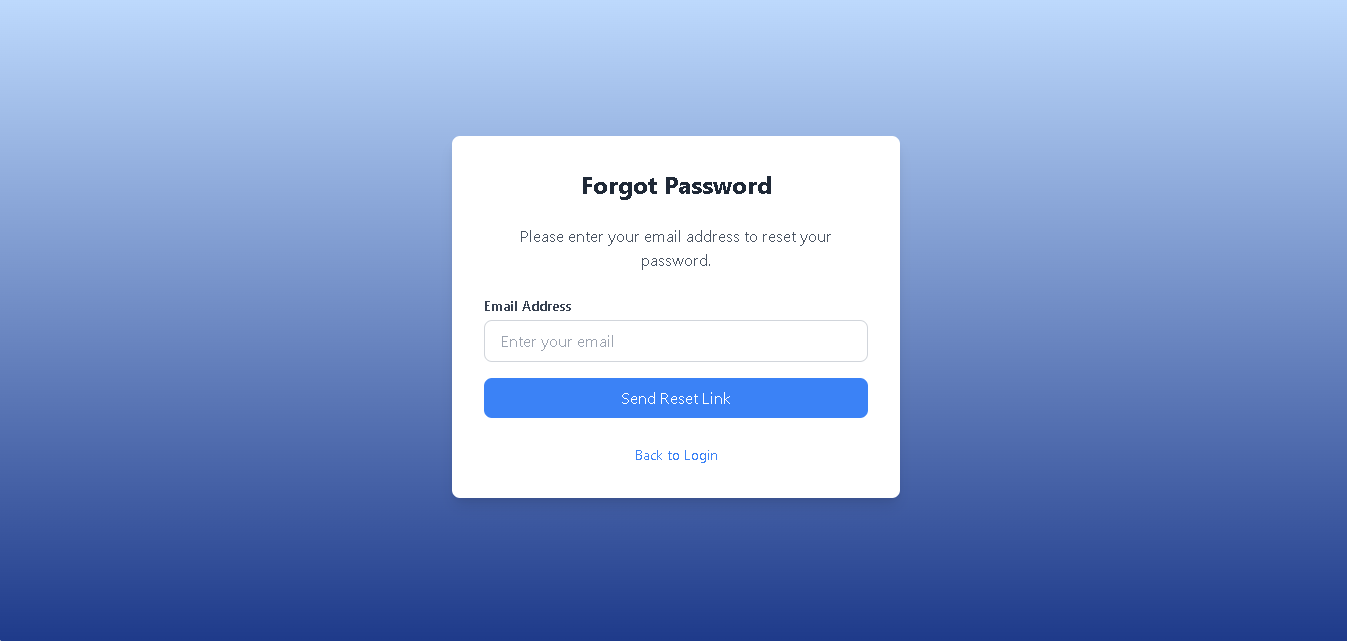 Forgot Password
Please enter your email address to reset your
password.
Email Address
Enter your email
Send Reset Link
Back to Login